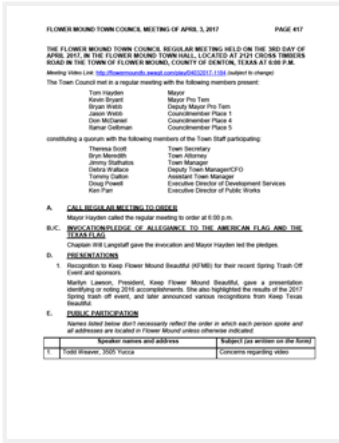 FLOWER MOUND TOWN COUNCIL MEETING OF APRIL 3, 2017 PAGE 417
THE FLOWER MOUND TOWN COUNCIL REGULAR MEETING HELD ON THE 3RD DAY OF
APRIL 2017, IN THE FLOWER MOUND TOWN HALL, LOCATED AT 2121 CROSS TIMBERS
ROAD IN THE TOWN OF FLOWER MOUND, COUNTY OF DENTON, TEXAS AT 6:00 P.M.
Meeting Video Link: http://flowermoundtx.swagit.com/play/04032017-1184 (subject to change)
The Town Council met in a regular meeting with the following members present:
Tom Hayden Mayor
Kevin Bryant Mayor Pro Tem
Bryan Webb Deputy Mayor Pro Tem
Jason Webb Councilmember Place 1
Don McDaniel Councilmember Place 4
Itamar Gelbman Councilmember Place 5
constituting a quorum with the following members of the Town Staff participating:
Theresa Scott Town Secretary
Bryn Meredith Town Attorney
Jimmy Stathatos Town Manager
Debra Wallace Deputy Town Manager/CFO
Tommy Dalton Assistant Town Manager
Doug Powell Executive Director of Development Services
Ken Parr Executive Director of Public Works
A. CALL REGULAR MEETING TO ORDER
Mayor Hayden called the regular meeting to order at 6:00 p.m.
B./C. INVOCATION/PLEDGE OF ALLEGIANCE TO THE AMERICAN FLAG AND THE
TEXAS FLAG
Chaplain Will Langstaff gave the invocation and Mayor Hayden led the pledges.
D. PRESENTATIONS
1. Recognition to Keep Flower Mound Beautiful (KFMB) for their recent Spring Trash Off
Event and sponsors.
Marilyn Lawson, President, Keep Flower Mound Beautiful, gave a presentation
identifying or noting 2016 accomplishments. She also highlighted the results of the 2017
Spring trash off event, and later announced various recognitions from Keep Texas
Beautiful.
E. PUBLIC PARTICIPATION
Names listed below don't necessarily reflect the order in which each person spoke and
all addresses are located in Flower Mound unless otherwise indicated.
Speaker names and address Subject (as written on the form)
1. Todd Weaver, 3505 Yucca Concerns regarding video